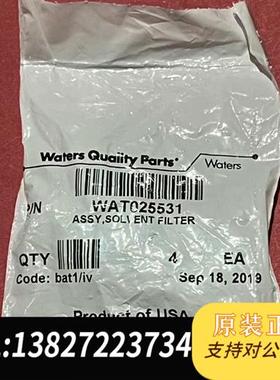 Waters Quality Parts®
Waters
P/N WAT025531
ASSY,SOLVENT FILTER
QTY 4 EA
Code: bat1/iv Sep 18, 2019
Product of USA
:13827223734
原装正
支持对公